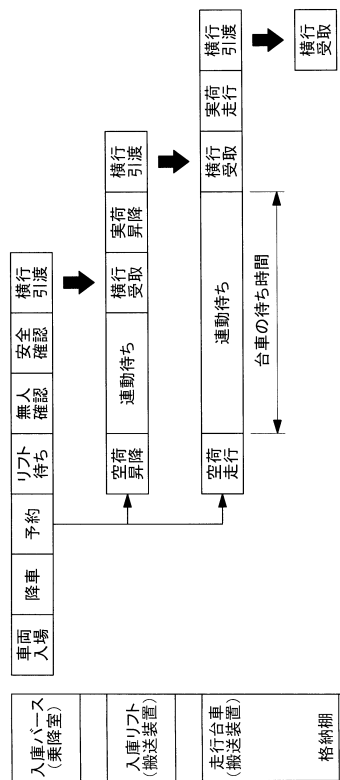 入庫バース
(乗降室)
車両
入場
降車
予約
リフト
待ち
無人
確認
安全
確認
横行
引渡
入庫リフト
(搬送装置)
空荷
昇降
連動待ち
横行
受取
実荷
昇降
横行
引渡
走行台車
(搬送装置)
空荷
走行
連動待ち
横行
受取
実荷
走行
横行
引渡
台車の待ち時間
格納棚
横行
受取